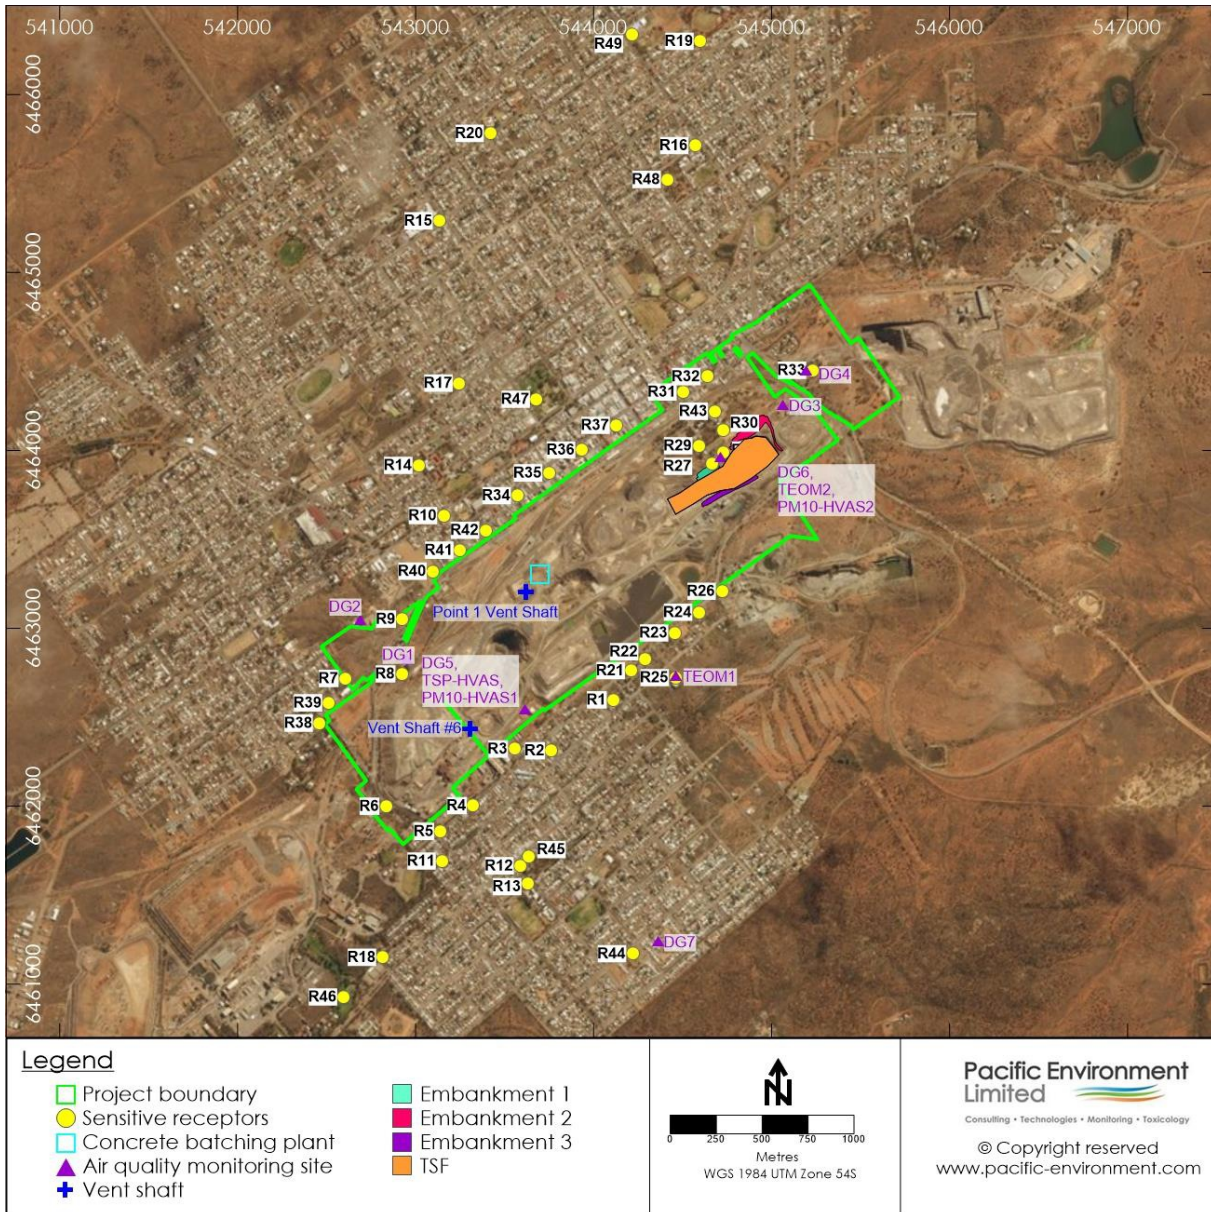 541000
542000
543000
544000
545000
546000
547000
R49
R19
6466000
R20
R16
R48
R15
6465000
R32
R33
DG4
R17
R31
R47
R43
DG3
R37
R30
6464000
R36
R29
R14
R27
R35
DG6,
TEOM2,
PM10-HVAS2
R34
R10
R42
R41
R40
R26
Point 1 Vent Shaft
DG2
R24
R9
6463000
R23
DG1
R22
DG5,
TSP-HVAS,
PM10-HVAS1
R21
R8
R7
R25
TEOM1
R39
R1
R38
Vent Shaft #6
R3
R2
R6
R4
6462000
R5
R11
R45
R12
R13
DG7
R44
R18
R46
6461000
Legend
Project boundary
Sensitive receptors
Concrete batching plant
Air quality monitoring site
Vent shaft
Embankment 1
Embankment 2
Embankment 3
TSF
N
0 250 500 750 1000
Metres
WGS 1984 UTM Zone 54S
Pacific Environment
Limited
Consulting • Technologies • Monitoring • Toxicology
© Copyright reserved
www.pacific-environment.com